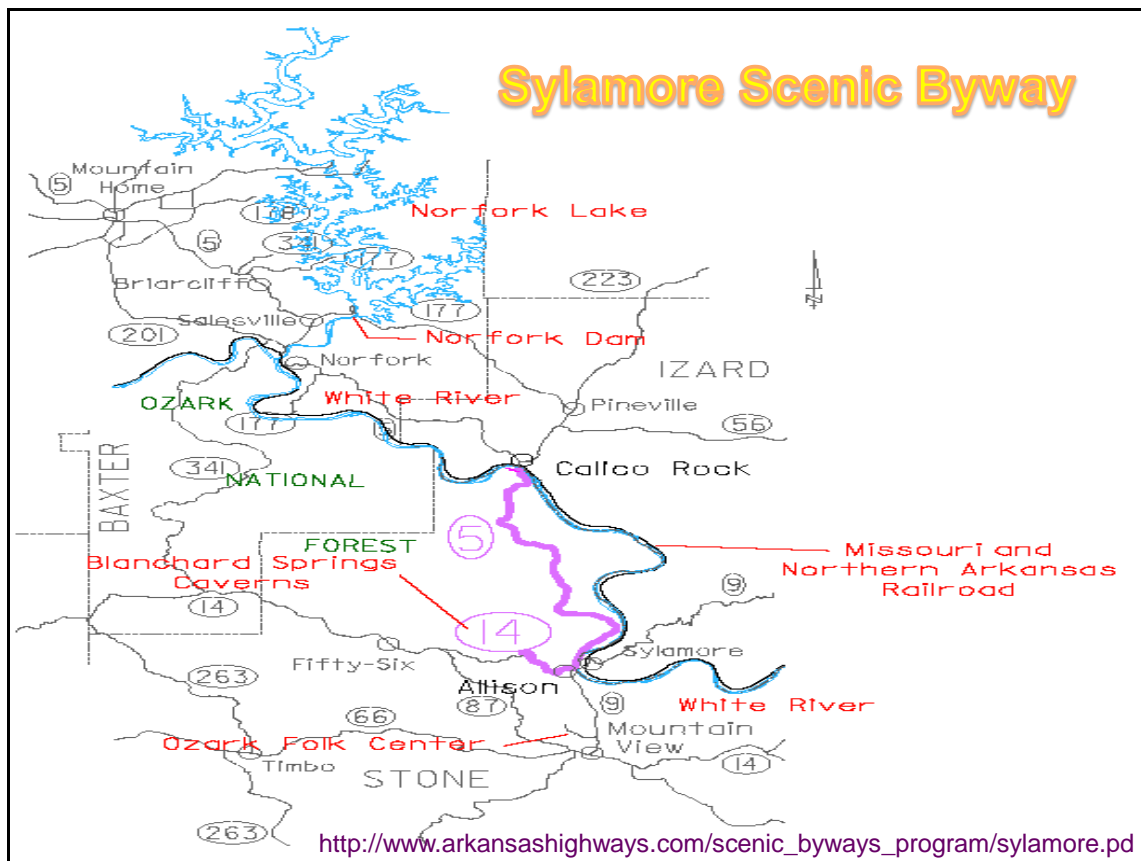 Sylamore Scenic Byway
Mountain
Home
5
Norfork Lake
178
5
341
177
Briarcliff
223
177
Salesville
201
Norfork Dam
Norfork
IZARD
OZARK
White River
Pineville
177
5
56
BAXTER
341
Calico Rock
NATIONAL
5
FOREST
Blanchard Springs
Caverns
Missouri and
Northern Arkansas
Railroad
9
14
14
Fifty-Six
Sylamore
263
Allison
87
9
White River
66
Mountain
View
Ozark Folk Center
Timbo
14
STONE
263
N
http://www.arkansashighways.com/scenic_byways_program/sylamore.pd